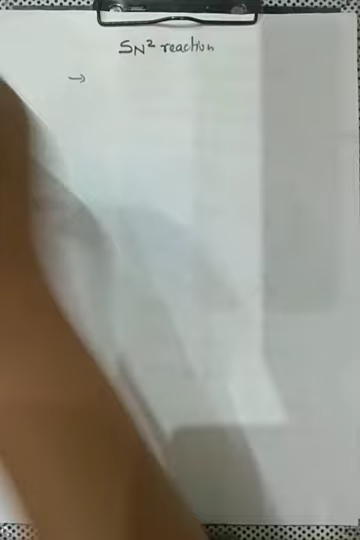 SN² reaction
→